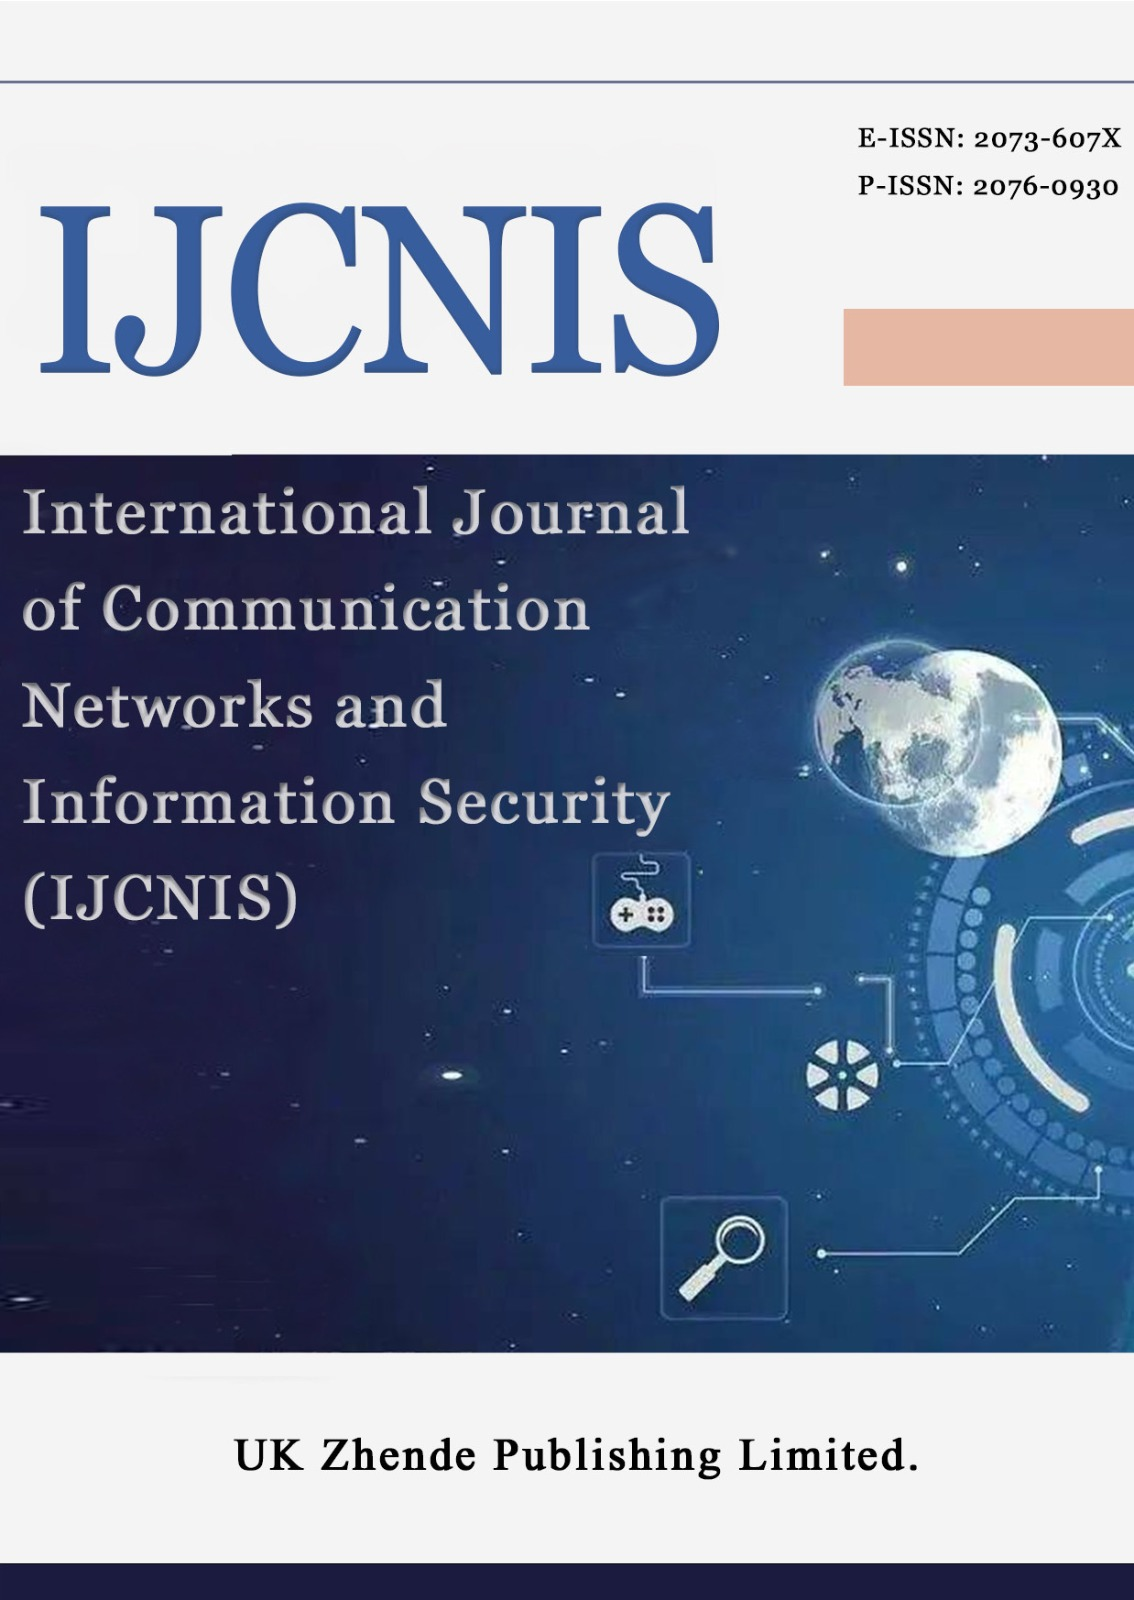 E-ISSN: 2073-607X
P-ISSN: 2076-0930
IJCNIS
International Journal
of Communication
Networks and
Information Security
(IJCNIS)
UK Zhende Publishing Limited.